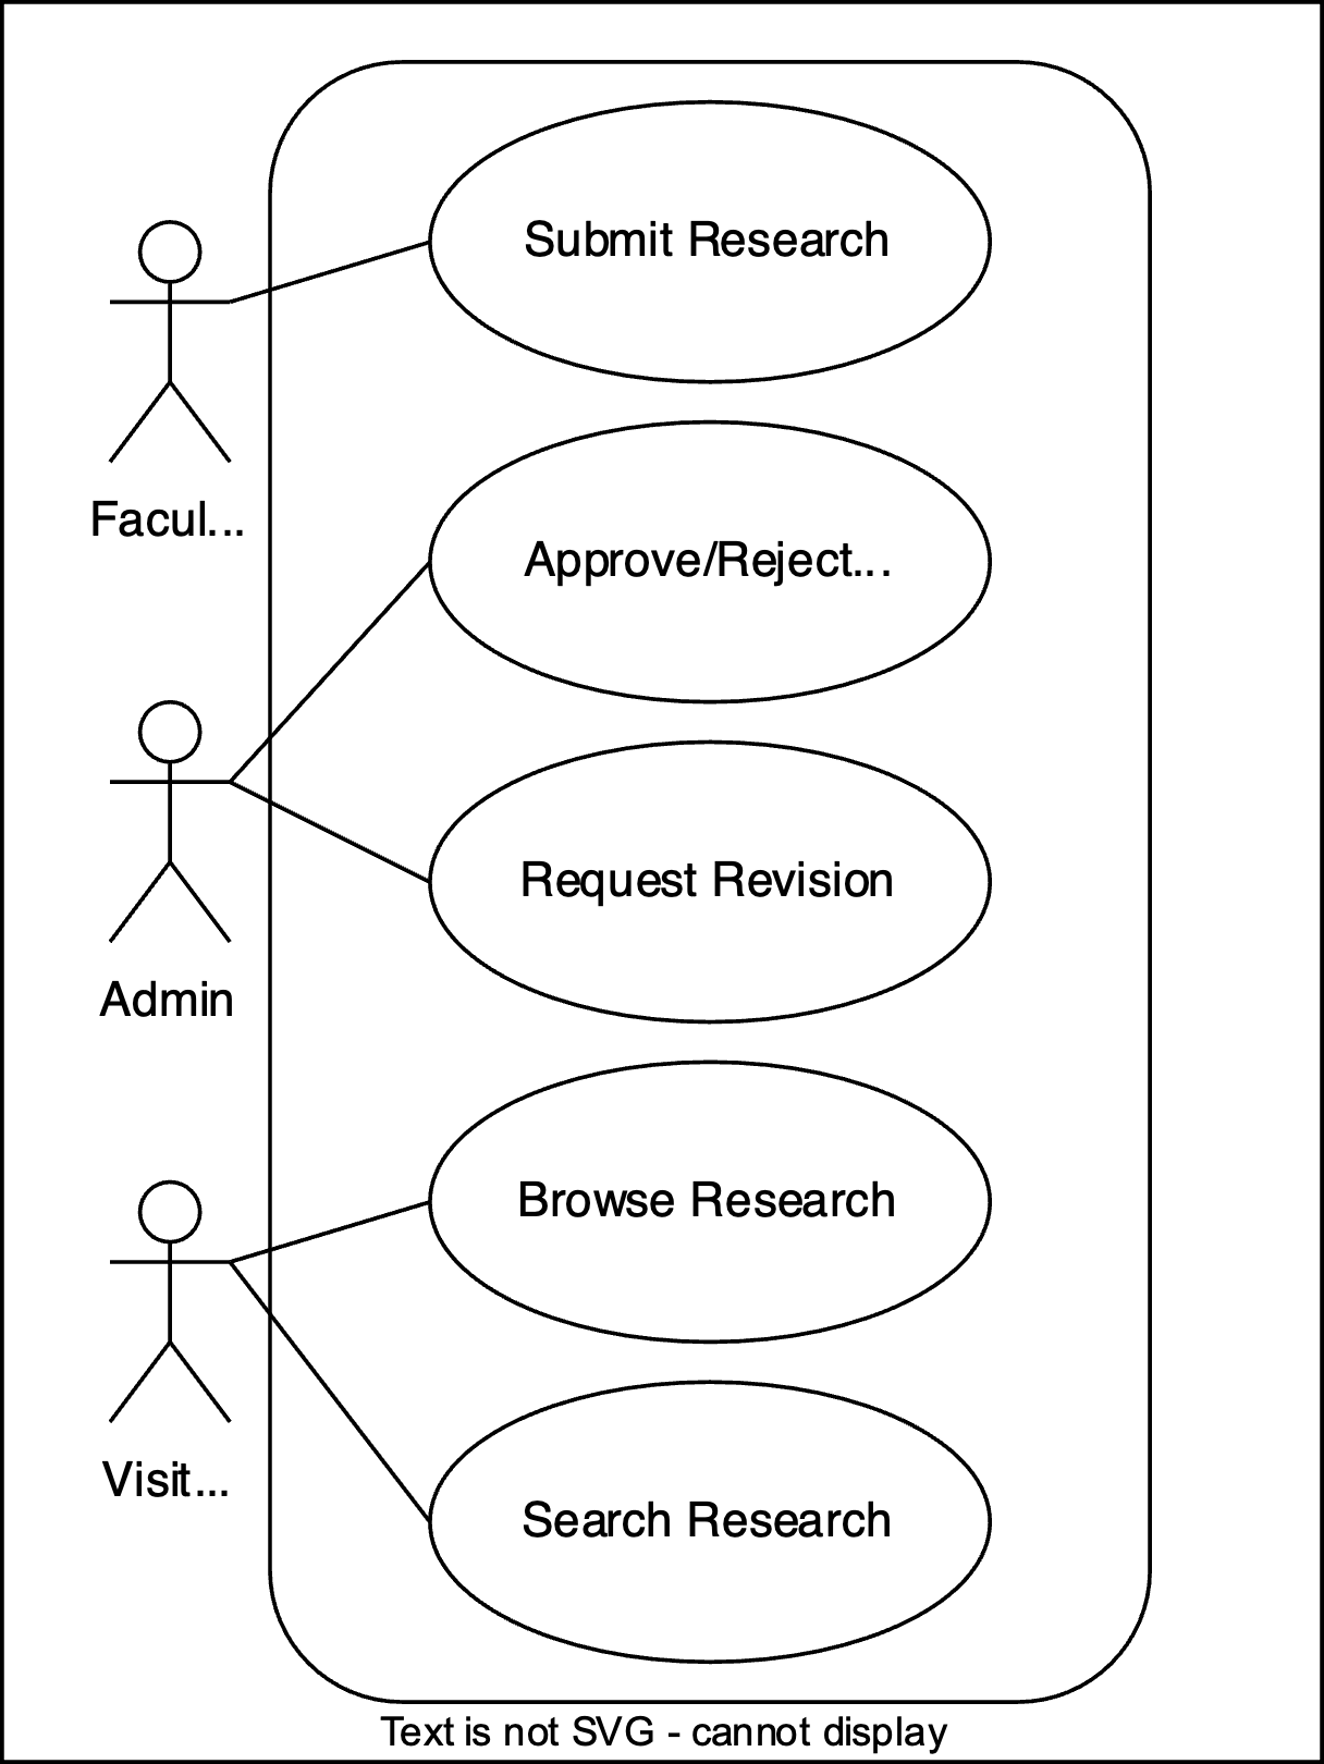 Submit Research
Facul...
Approve/Reject...
Request Revision
Admin
Browse Research
Visit...
Search Research
Text is not SVG - cannot display